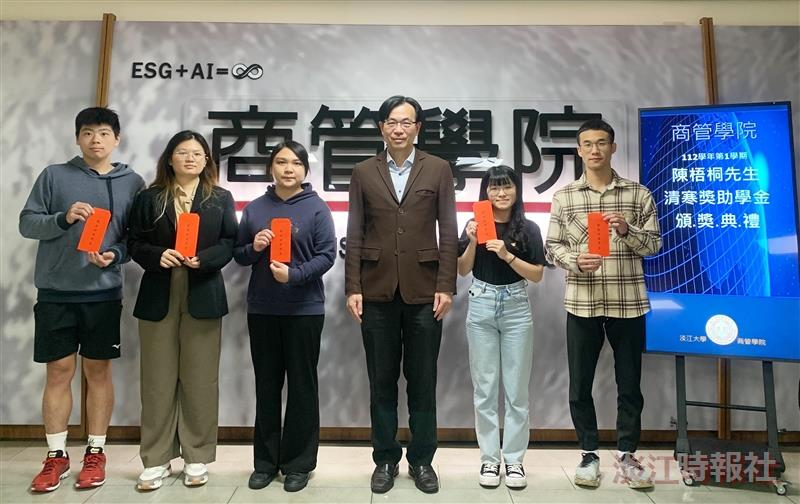 ESG+AI=∞
商管學院
商管學院
112學年第1學期
陳梧桐先生
清寒獎助學金
頒.獎.典.禮
淡江大學 商管學院
淡江時報社